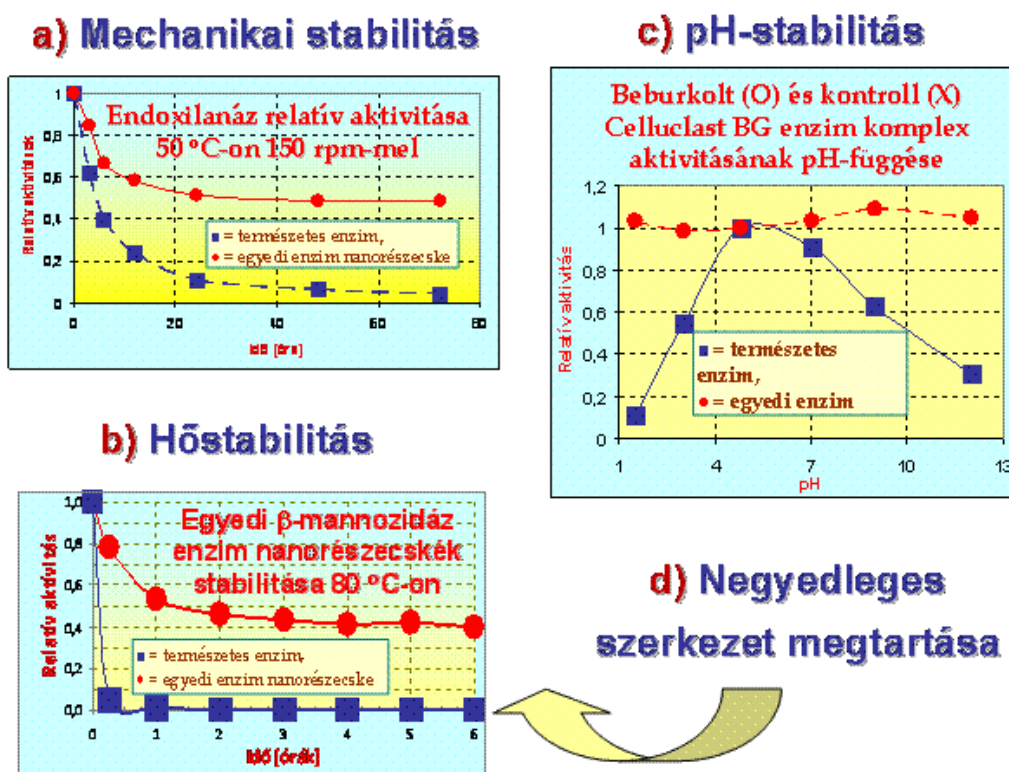 a) Mechanikai stabilitás
Endoxilanáz relatív aktivitása
50 °C-on 150 rpm-mel
Relatív aktivitások
1
0,8
0,6
0,4
0,2
0
■ = természetes enzim,
● = egyedi enzim nanorészecske
0 20 40 60 80
Idő [óra]
b) Hőstabilitás
Egyedi β-mannozidáz
enzim nanorészecskék
stabilitása 80 °C-on
Relatív aktivitás
1,0
0,8
0,6
0,4
0,2
0,0
■ = természetes enzim,
● = egyedi enzim nanorészecske
0 1 2 3 4 5 6
Idő [órák]
c) pH-stabilitás
Beburkolt (O) és kontroll (X)
Celluclast BG enzim komplex
aktivitásának pH-függése
Relatív aktivitás
1,2
1
0,8
0,6
0,4
0,2
0
■ = természetes
enzim,
● = egyedi enzim
1 4 7 10 13
pH
d) Negyedleges
szerkezet megtartása